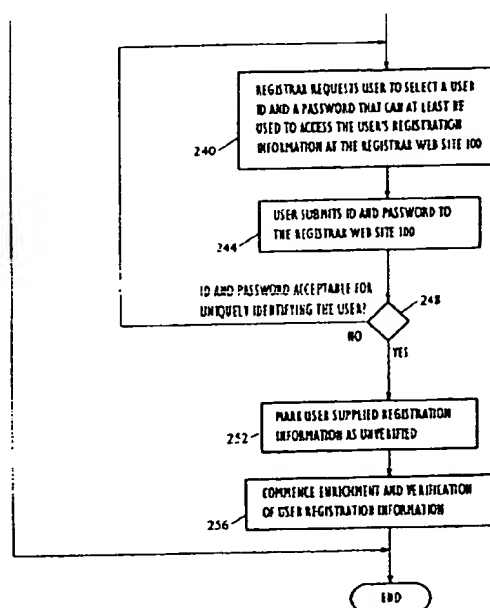 REGISTRAR REQUESTS USER TO SELECT A USER
ID AND A PASSWORD THAT CAN AT LEAST BE
USED TO ACCESS THE USER'S REGISTRATION
INFORMATION AT THE REGISTRAR WEB SITE 100
240
USER SUBMITS ID AND PASSWORD TO
THE REGISTRAR WEB SITE 100
244
ID AND PASSWORD ACCEPTABLE FOR
UNIQUELY IDENTIFYING THE USER?
248
NO
YES
MARK USER SUPPLIED REGISTRATION
INFORMATION AS UNVERIFIED
252
COMMENCE ENRICHMENT AND VERIFICATION
OF USER REGISTRATION INFORMATION
256
END